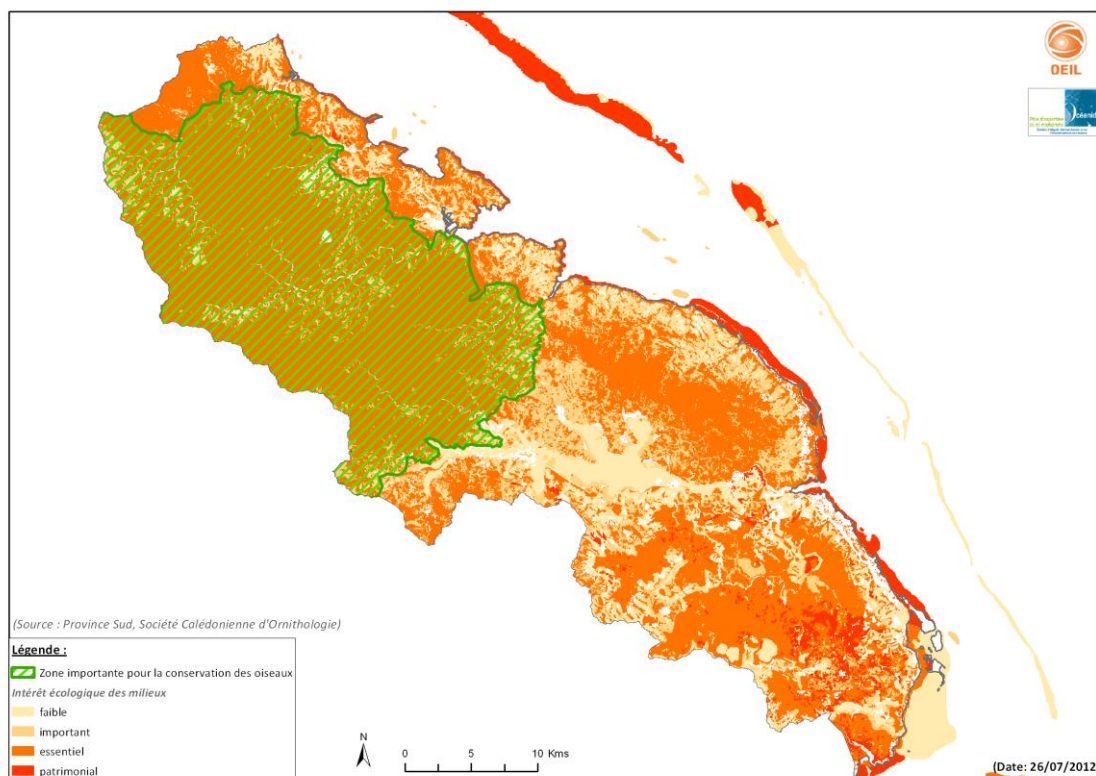 OEIL
(Source : Province Sud, Société Calédonienne d'Ornithologie)
Légende :
Zone importante pour la conservation des oiseaux
Intérêt écologique des milieux
faible
important
essentiel
patrimonial
N
0 5 10 Kms
(Date: 26/07/2012